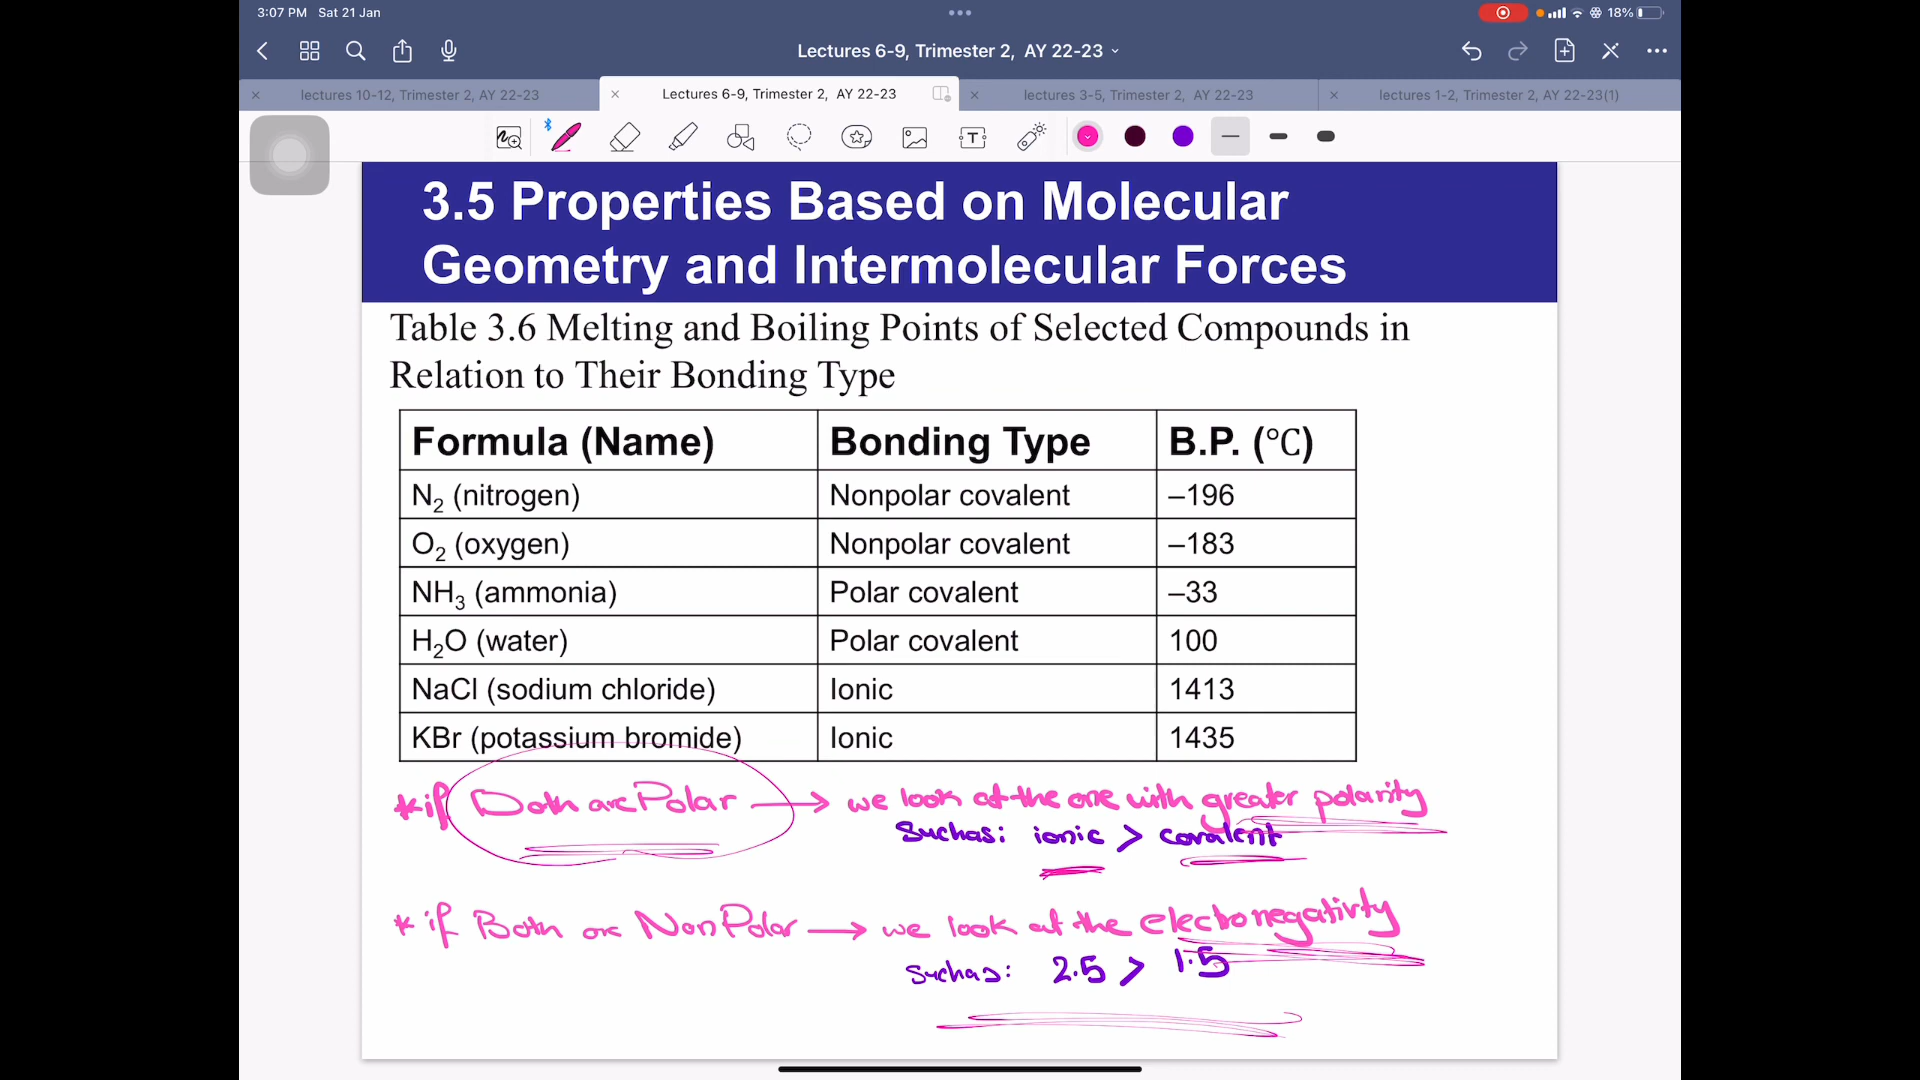 3:07 PM Sat 21 Jan
18%
Lectures 6-9, Trimester 2, AY 22-23
lectures 10-12, Trimester 2, AY 22-23
Lectures 6-9, Trimester 2, AY 22-23
lectures 3-5, Trimester 2, AY 22-23
lectures 1-2, Trimester 2, AY 22-23(1)
3.5 Properties Based on Molecular
Geometry and Intermolecular Forces
Table 3.6 Melting and Boiling Points of Selected Compounds in
Relation to Their Bonding Type
Formula (Name) Bonding Type B.P. (°C)
N₂ (nitrogen) Nonpolar covalent –196
O₂ (oxygen) Nonpolar covalent –183
NH₃ (ammonia) Polar covalent –33
H₂O (water) Polar covalent 100
NaCl (sodium chloride) Ionic 1413
KBr (potassium bromide) Ionic 1435
*if Both are Polar → we look at the one with greater polarity
Such as: ionic > covalent
* if Both are NonPolar → we look at the electronegativity
Such as: 2.5 > 1.5